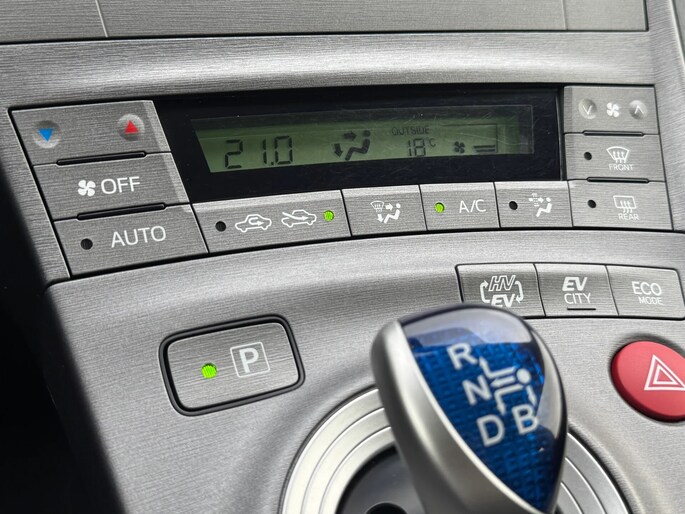 OUTSIDE
21.0
18°C
OFF
FRONT
AUTO
A/C
REAR
HV
EV
EV
CITY
ECO
MODE
P
R
N
D B